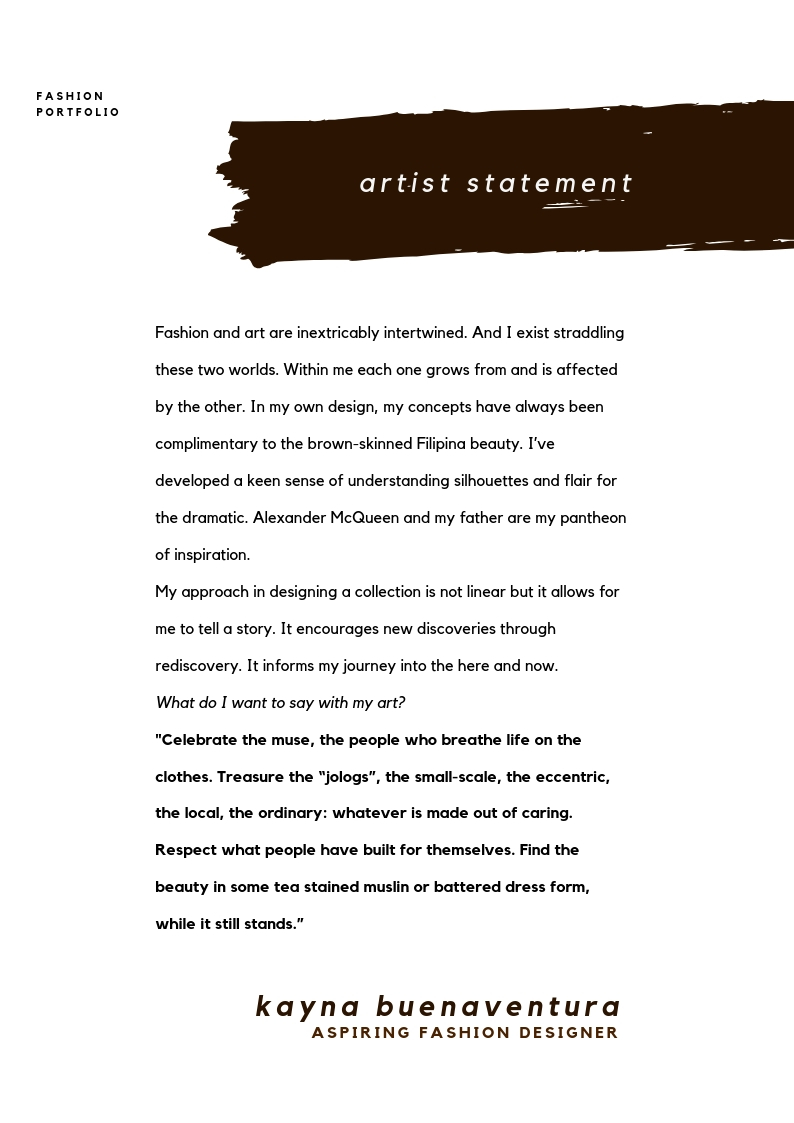 FASHION
PORTFOLIO
artist statement
Fashion and art are inextricably intertwined. And I exist straddling
these two worlds. Within me each one grows from and is affected
by the other. In my own design, my concepts have always been
complimentary to the brown-skinned Filipina beauty. I’ve
developed a keen sense of understanding silhouettes and flair for
the dramatic. Alexander McQueen and my father are my pantheon
of inspiration.
My approach in designing a collection is not linear but it allows for
me to tell a story. It encourages new discoveries through
rediscovery. It informs my journey into the here and now.
What do I want to say with my art?
"Celebrate the muse, the people who breathe life on the
clothes. Treasure the “jologs”, the small-scale, the eccentric,
the local, the ordinary: whatever is made out of caring.
Respect what people have built for themselves. Find the
beauty in some tea stained muslin or battered dress form,
while it still stands.”
kayna buenaventura
ASPIRING FASHION DESIGNER